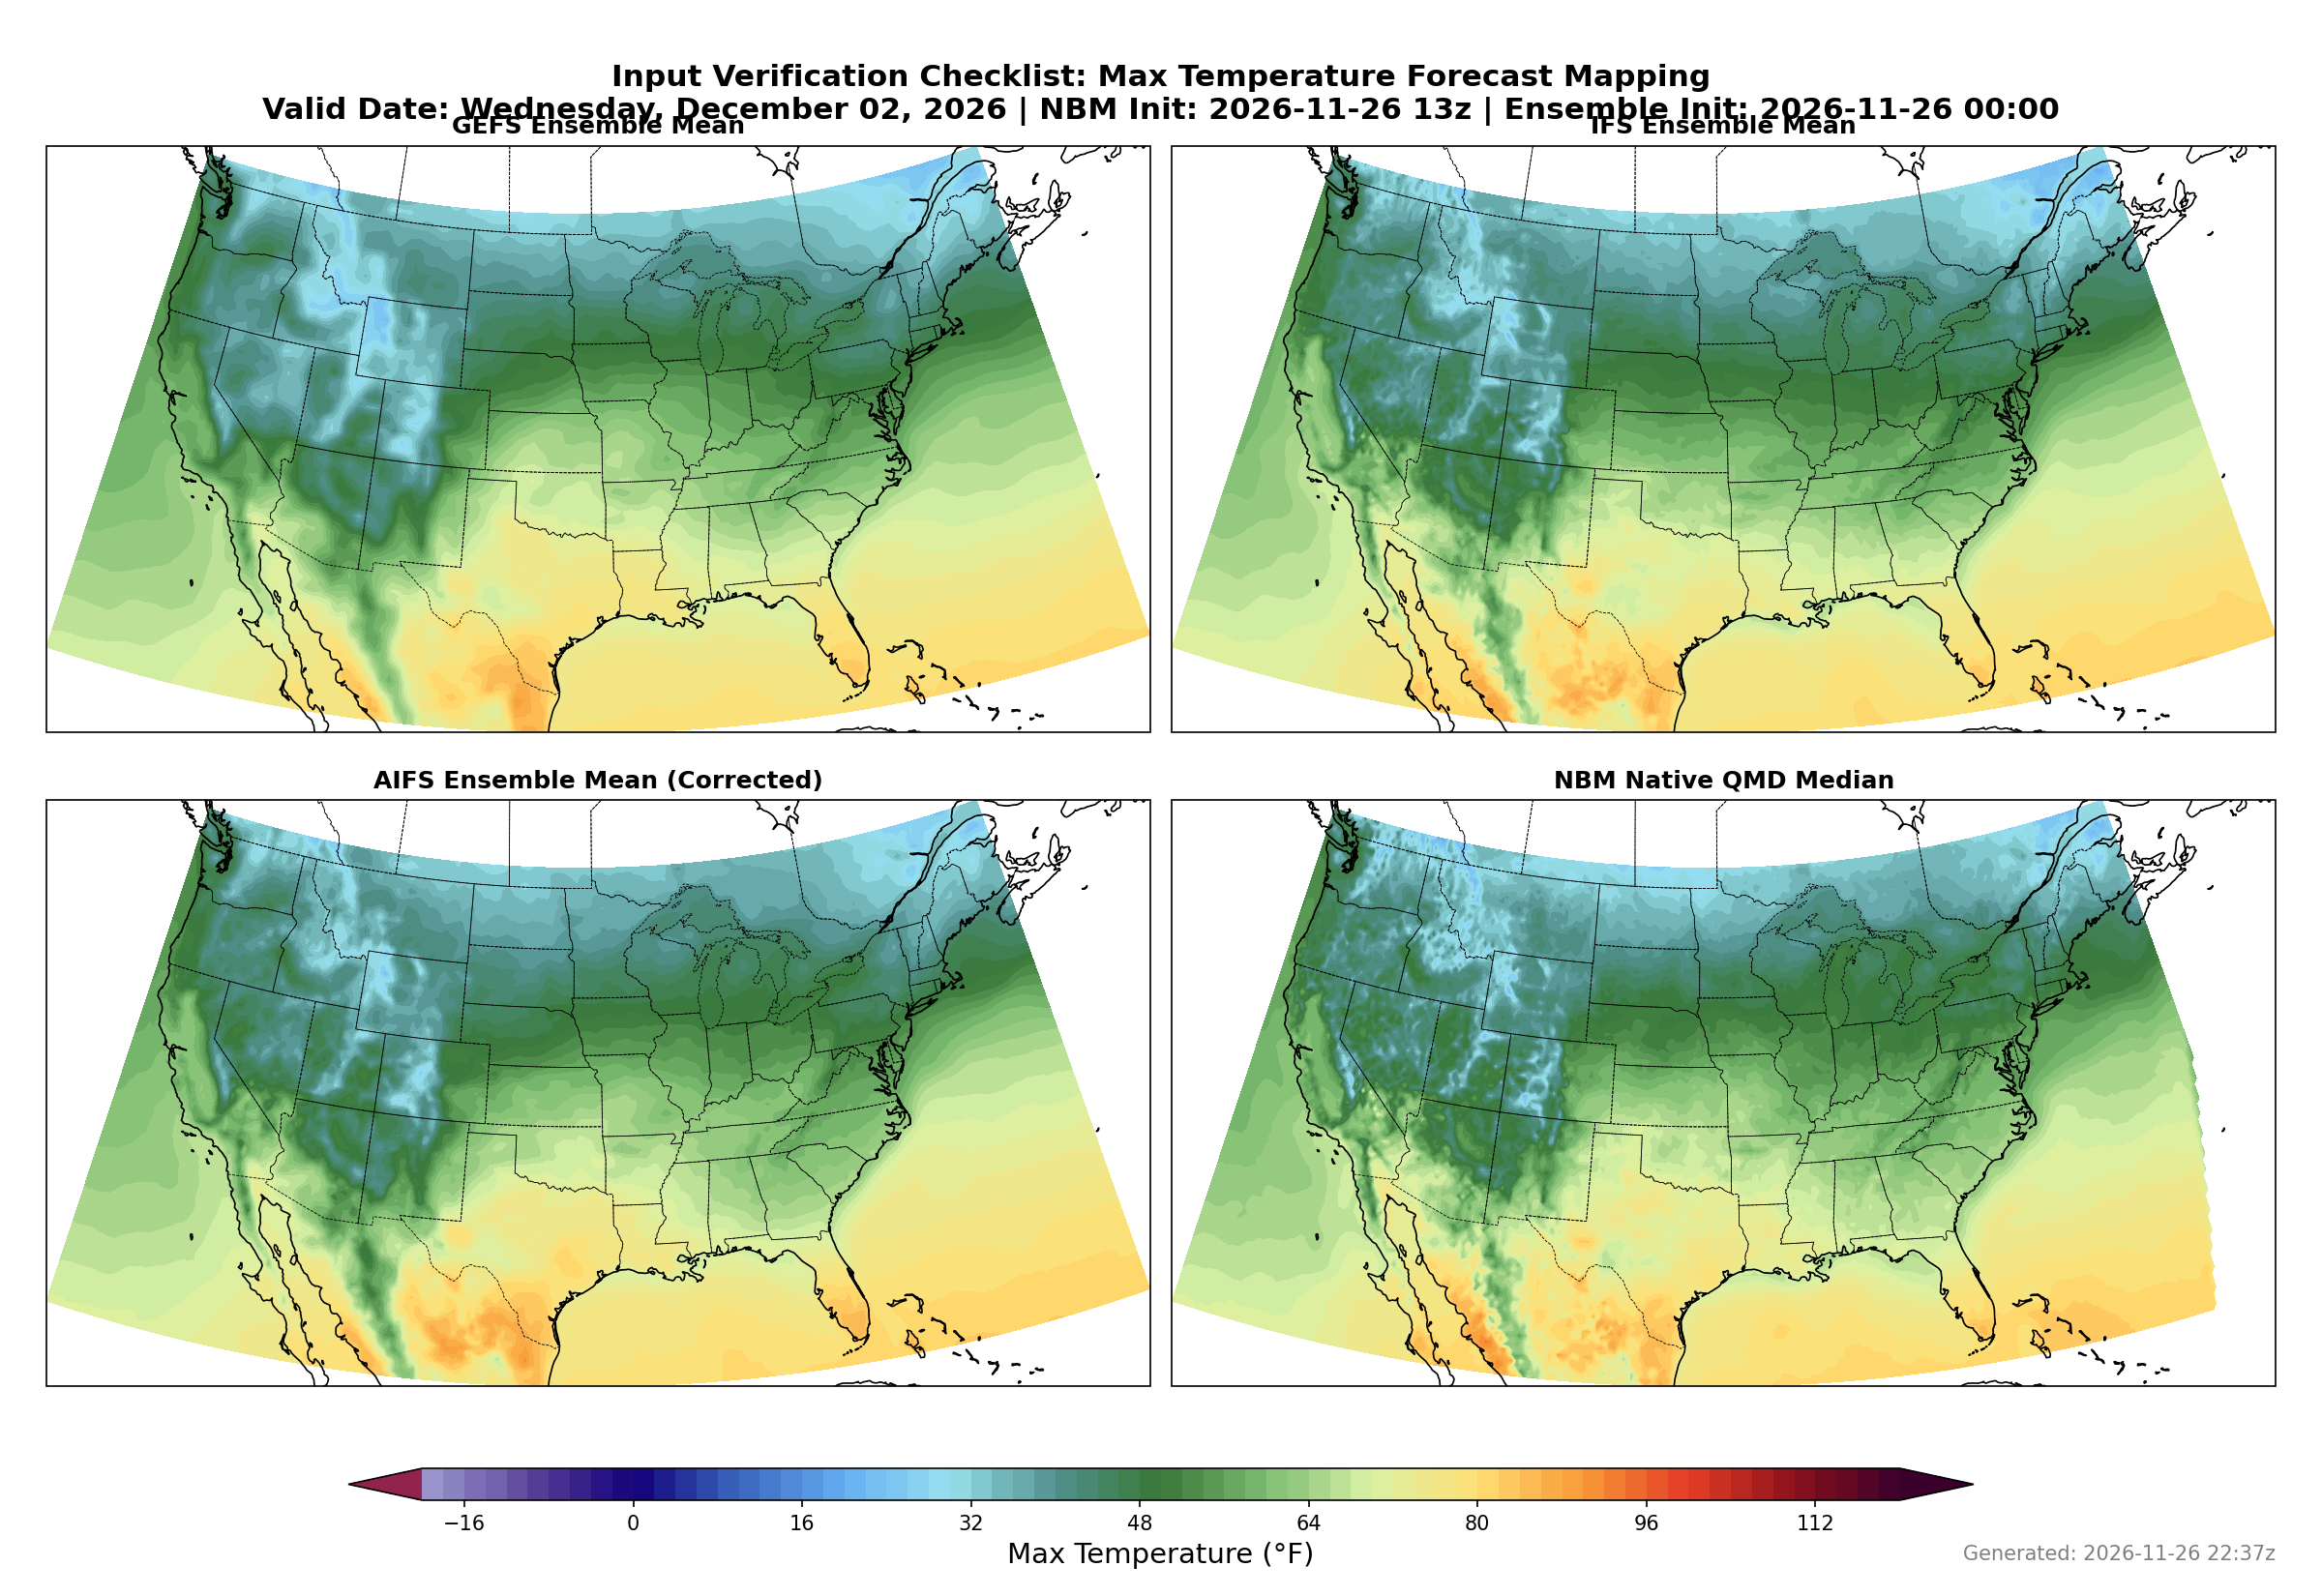 Input Verification Checklist: Max Temperature Forecast Mapping
Valid Date: Wednesday, December 02, 2026 | NBM Init: 2026-11-26 13z | Ensemble Init: 2026-11-26 00:00
GEFS Ensemble Mean
IFS Ensemble Mean
AIFS Ensemble Mean (Corrected)
NBM Native QMD Median
−16 0 16 32 48 64 80 96 112
Max Temperature (°F)
Generated: 2026-11-26 22:37z